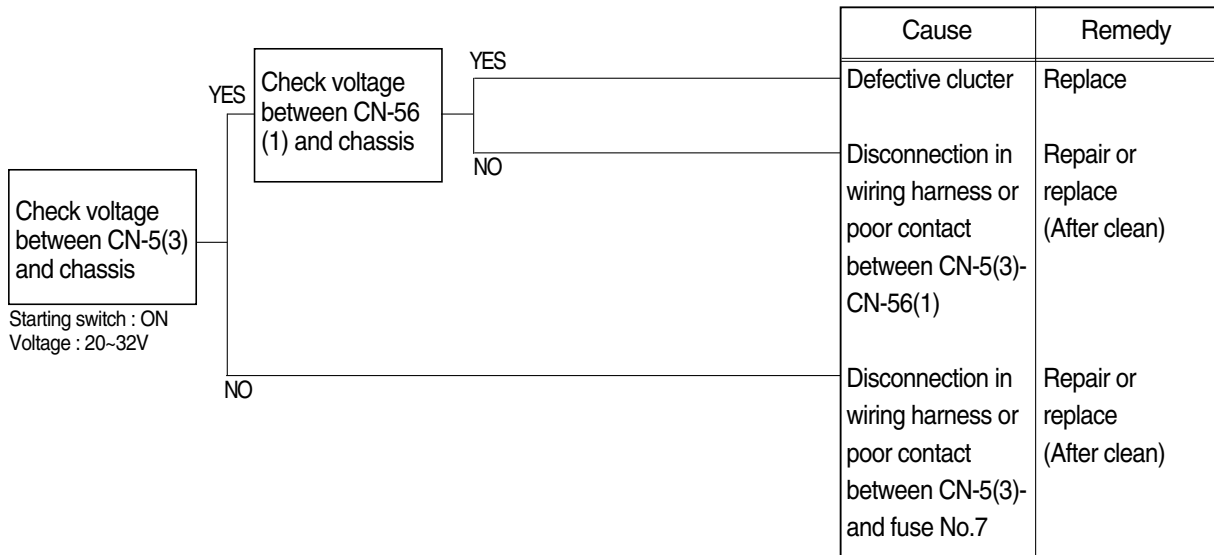 Cause
Remedy
YES
Check voltage
between CN-56
(1) and chassis
YES
NO
Defective clucter
Replace
Disconnection in
wiring harness or
poor contact
between CN-5(3)-
CN-56(1)
Repair or
replace
(After clean)
Check voltage
between CN-5(3)
and chassis
Starting switch : ON
Voltage : 20~32V
NO
Disconnection in
wiring harness or
poor contact
between CN-5(3)-
and fuse No.7
Repair or
replace
(After clean)